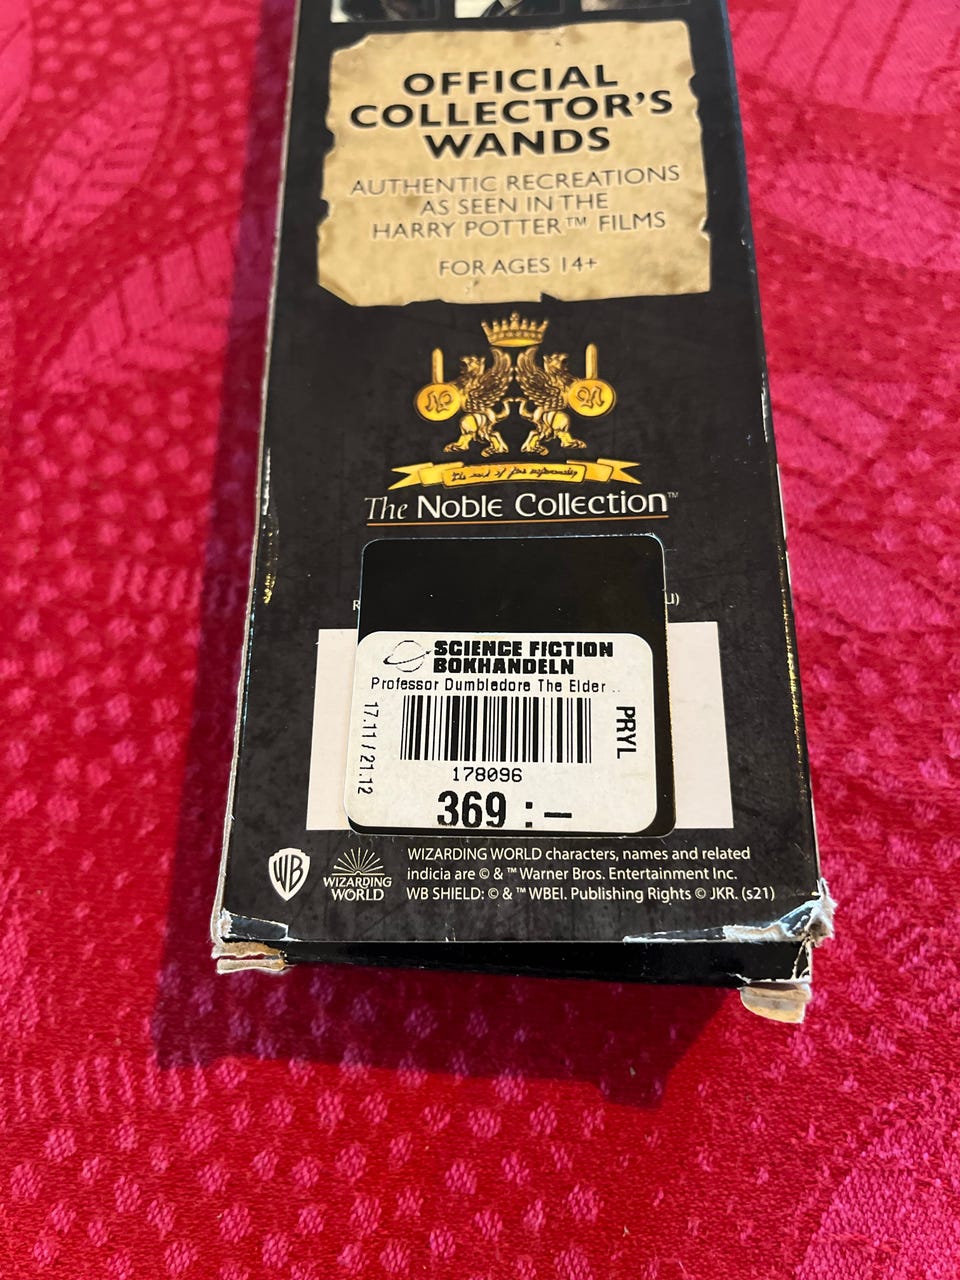 OFFICIAL
COLLECTOR'S
WANDS
AUTHENTIC RECREATIONS
AS SEEN IN THE
HARRY POTTER™ FILMS
FOR AGES 14+
The Noble Collection™
SCIENCE FICTION
BOKHANDELN
Professor Dumbledore The Elder ..
17.11 / 21.12
PRYL
178096
369 :–
WB
WIZARDING
WORLD
WIZARDING WORLD characters, names and related
indicia are © & ™ Warner Bros. Entertainment Inc.
WB SHIELD: © & ™ WBEI. Publishing Rights © JKR. (s21)